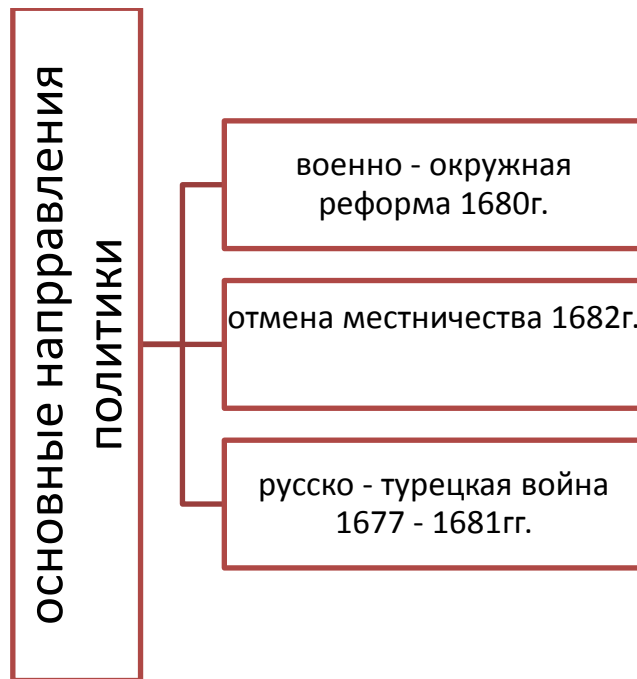 основные напрравления
политики
военно - окружная
реформа 1680г.
отмена местничества 1682г.
русско - турецкая война
1677 - 1681гг.